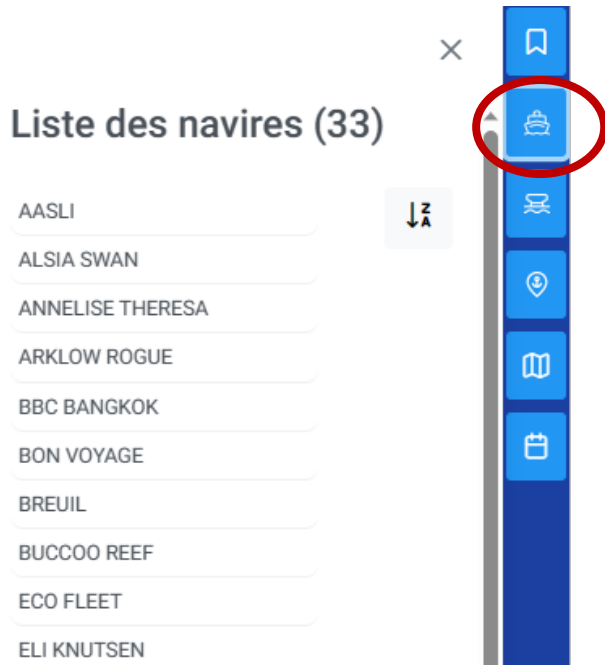 Liste des navires (33)
AASLI
Z
A
ALSIA SWAN
ANNELISE THERESA
ARKLOW ROGUE
BBC BANGKOK
BON VOYAGE
BREUIL
BUCCOO REEF
ECO FLEET
ELI KNUTSEN